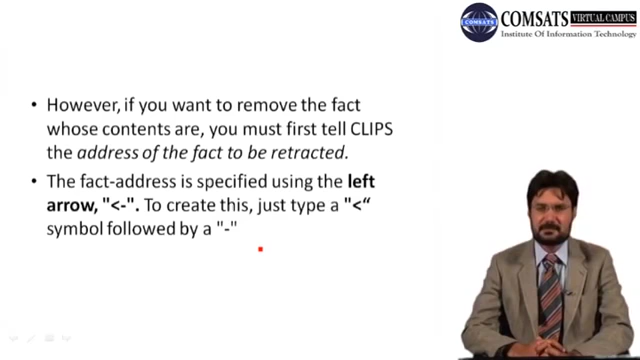 COMSATS
COMSATS VIRTUAL CAMPUS
Institute Of Information Technology
• However, if you want to remove the fact
whose contents are, you must first tell CLIPS
the address of the fact to be retracted.
• The fact-address is specified using the left
arrow, "<-". To create this, just type a "<“
symbol followed by a "-"